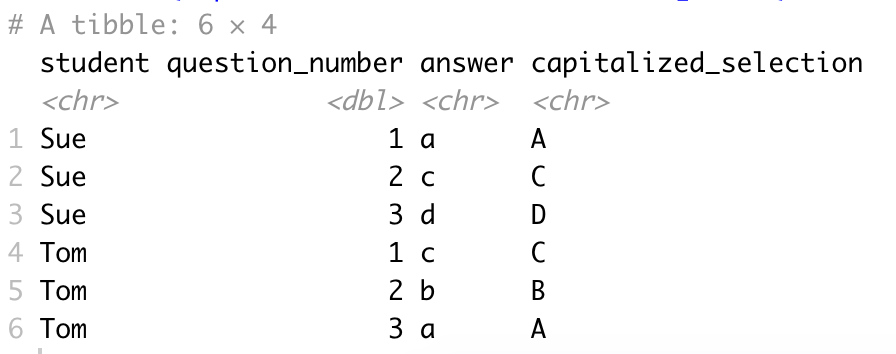 # A tibble: 6 × 4
student question_number answer capitalized_selection
<chr> <dbl> <chr> <chr>
1 Sue 1 a A
2 Sue 2 c C
3 Sue 3 d D
4 Tom 1 c C
5 Tom 2 b B
6 Tom 3 a A